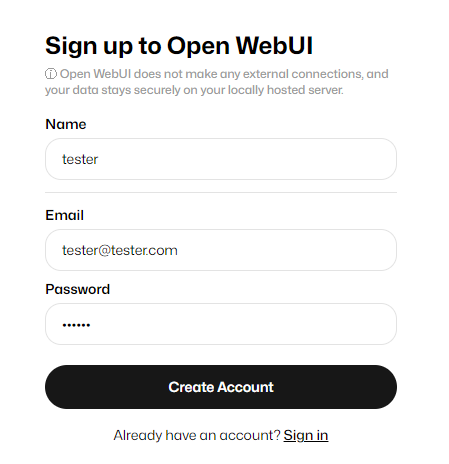 Sign up to Open WebUI
ⓘ Open WebUI does not make any external connections, and
your data stays securely on your locally hosted server.
Name
tester
Email
tester@tester.com
Password
••••••
Create Account
Already have an account? Sign in